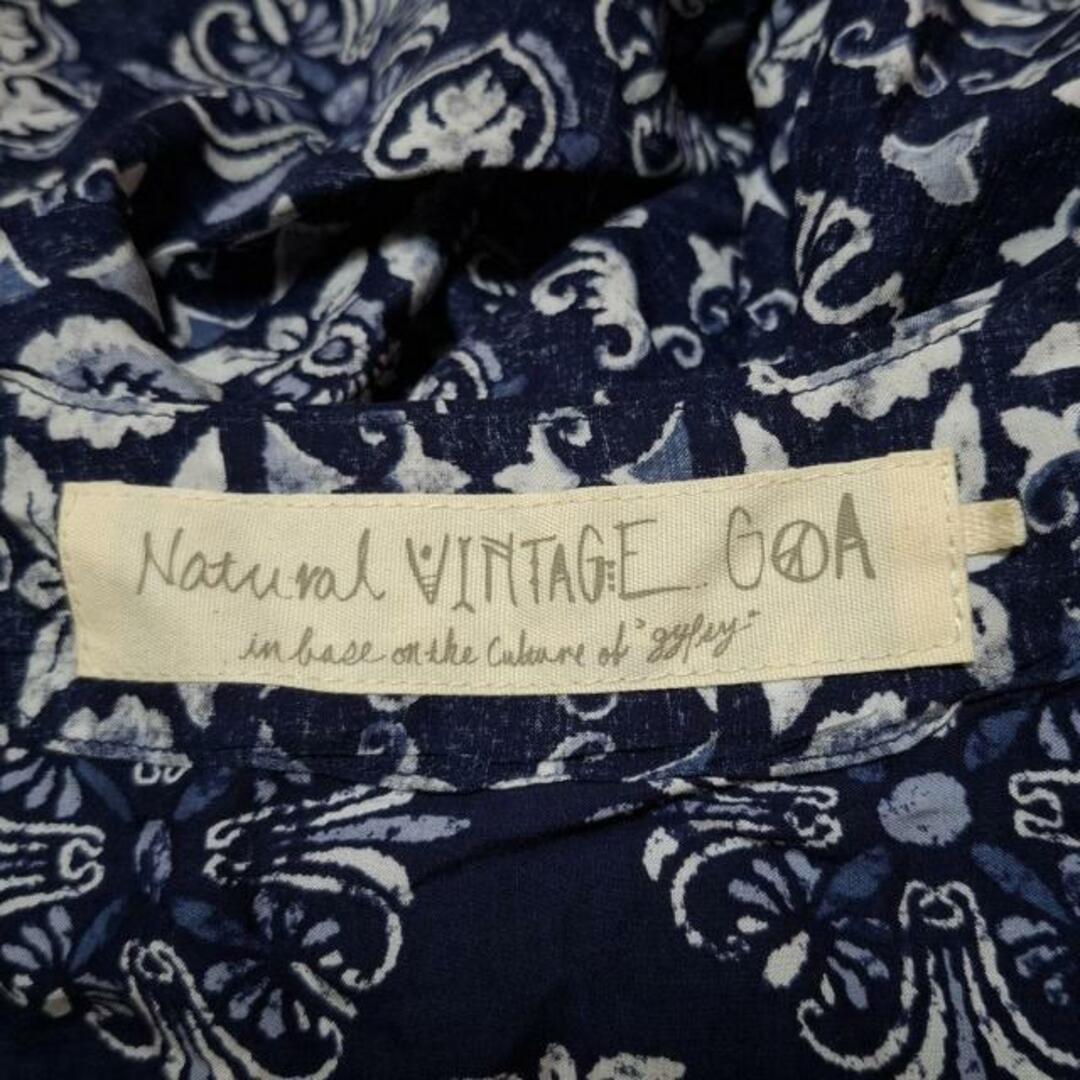 Natural VINTAGE GOA
in base on the Culture of "gypsy"